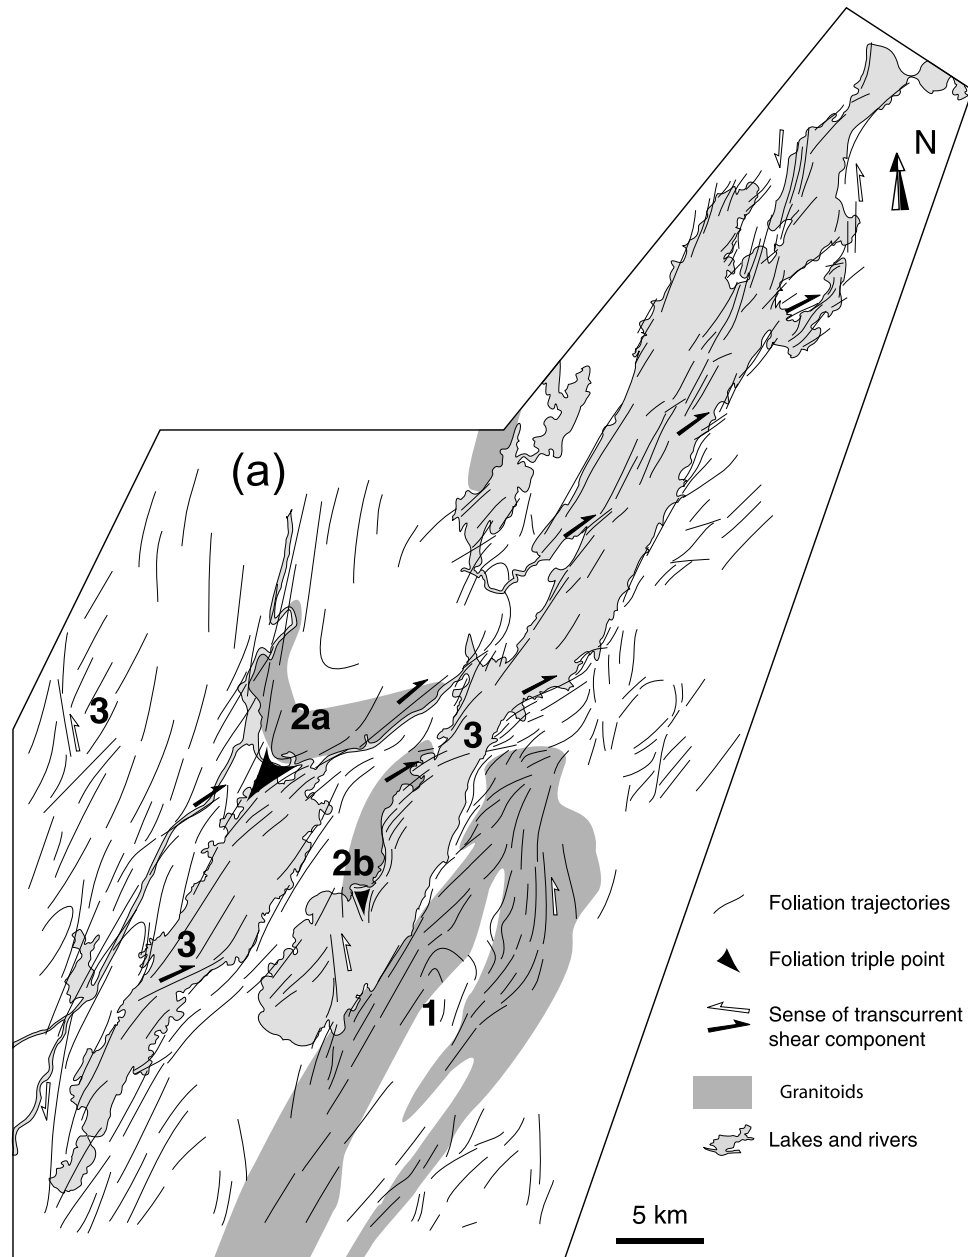 N
(a)
3
2a
3
2b
3
1
Foliation trajectories
Foliation triple point
Sense of transcurrent
shear component
Granitoids
Lakes and rivers
5 km